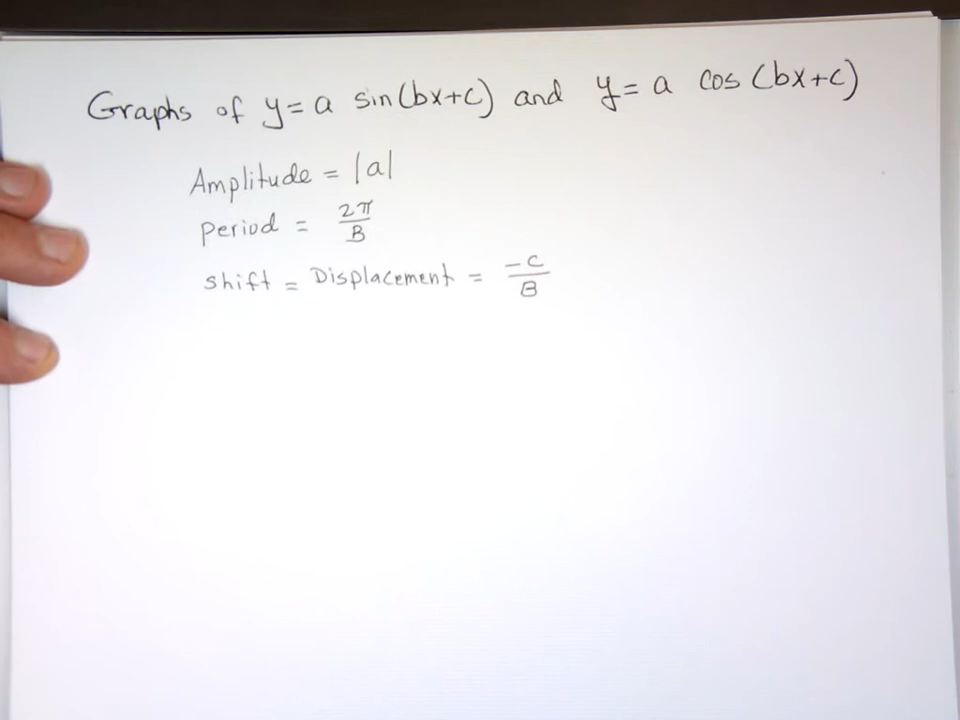 Graphs of y = a sin(bx+c) and y = a cos(bx+c)
Amplitude = |a|
period = 2π/B
shift = Displacement = -C/B